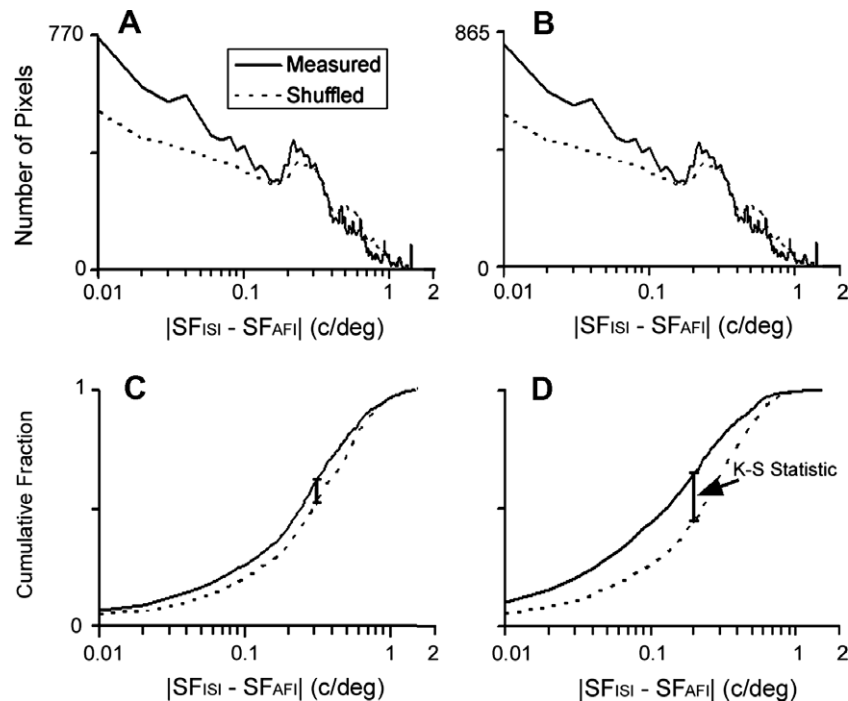 A
770
Number of Pixels
0
0.01
0.1
1
2
|SFISI - SFAFI| (c/deg)
Measured
Shuffled
B
865
0
0.01
0.1
1
2
|SFISI - SFAFI| (c/deg)
C
1
Cumulative Fraction
0
0.01
0.1
1
2
|SFISI - SFAFI| (c/deg)
D
K-S Statistic
0.01
0.1
1
2
|SFISI - SFAFI| (c/deg)